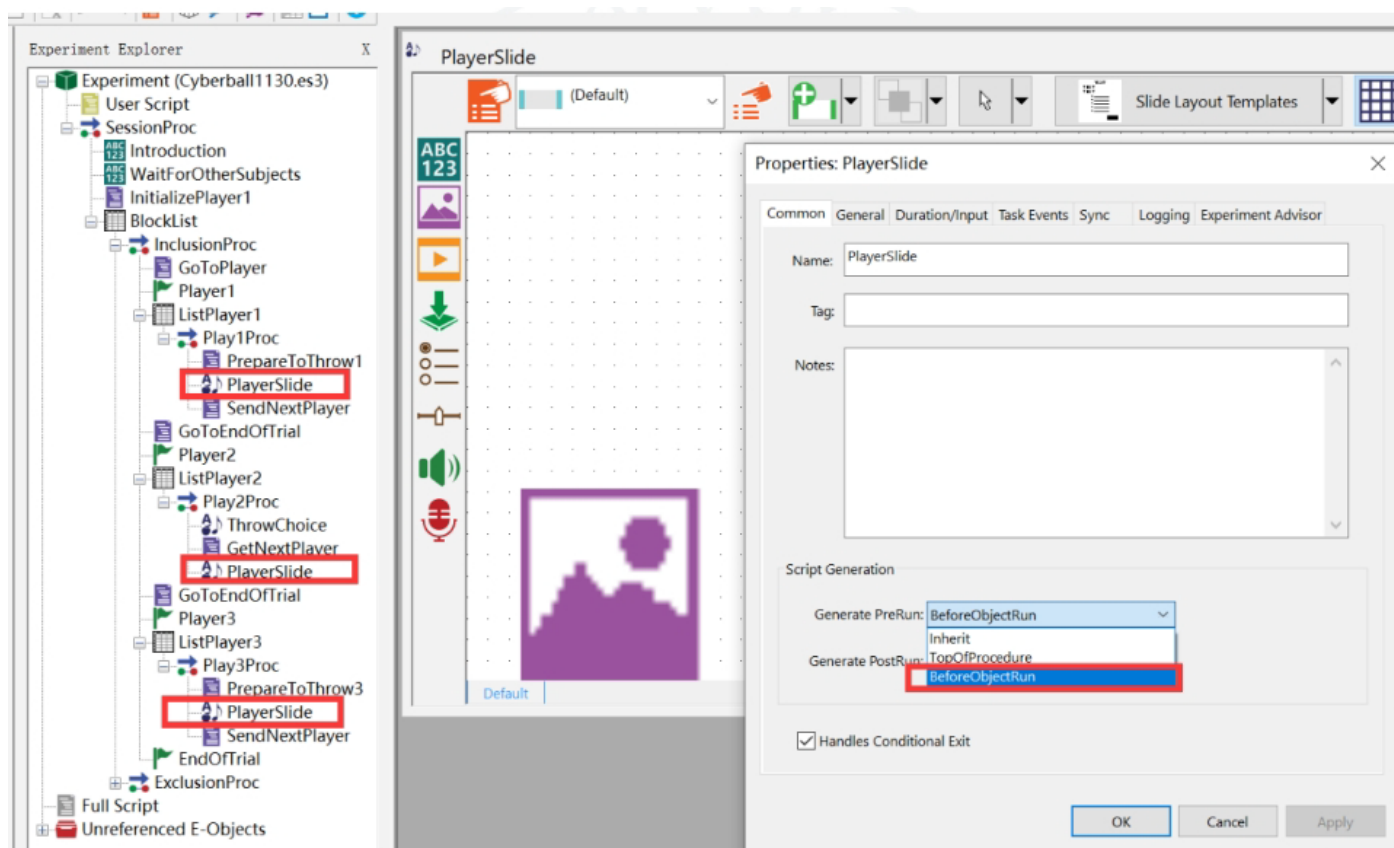 Experiment Explorer X
Experiment (Cyberball1130.es3)
User Script
SessionProc
ABC 123 Introduction
ABC 123 WaitForOtherSubjects
InitializePlayer1
BlockList
InclusionProc
GoToPlayer
Player1
ListPlayer1
Play1Proc
PrepareToThrow1
PlayerSlide
SendNextPlayer
GoToEndOfTrial
Player2
ListPlayer2
Play2Proc
ThrowChoice
GetNextPlayer
PlayerSlide
GoToEndOfTrial
Player3
ListPlayer3
Play3Proc
PrepareToThrow3
PlayerSlide
SendNextPlayer
EndOfTrial
ExclusionProc
Full Script
Unreferenced E-Objects
PlayerSlide
(Default)
Slide Layout Templates
ABC
123
Default
Properties: PlayerSlide
Common General Duration/Input Task Events Sync Logging Experiment Advisor
Name: PlayerSlide
Tag:
Notes:
Script Generation
Generate PreRun: BeforeObjectRun
Inherit
Generate PostRun: TopOfProcedure
BeforeObjectRun
Handles Conditional Exit
OK Cancel Apply